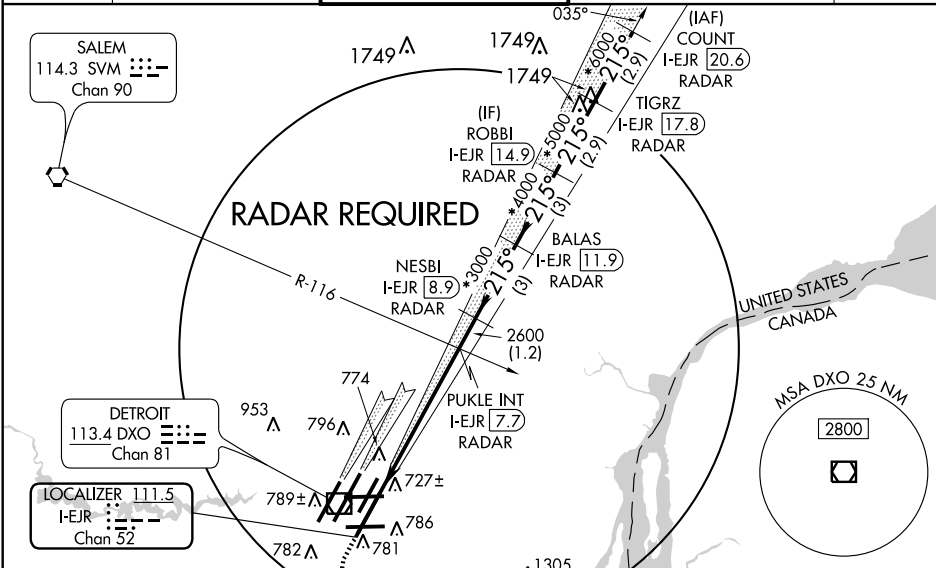 SALEM
114.3 SVM
Chan 90
1749
1749
1749
035°
(IAF)
COUNT
I-EJR 20.6
RADAR
*6000
215°
(2.9)
TIGRZ
I-EJR 17.8
RADAR
*5000
215°
(2.9)
(IF)
ROBBI
I-EJR 14.9
RADAR
*4000
215°
(3)
RADAR REQUIRED
BALAS
I-EJR 11.9
RADAR
*3000
215°
(3)
NESBI
I-EJR 8.9
RADAR
R-116
2600
(1.2)
UNITED STATES
CANADA
PUKLE INT
I-EJR 7.7
RADAR
774
953
796
DETROIT
113.4 DXO
Chan 81
MSA DXO 25 NM
2800
727±
789±
LOCALIZER 111.5
I-EJR
Chan 52
786
782
781
1305